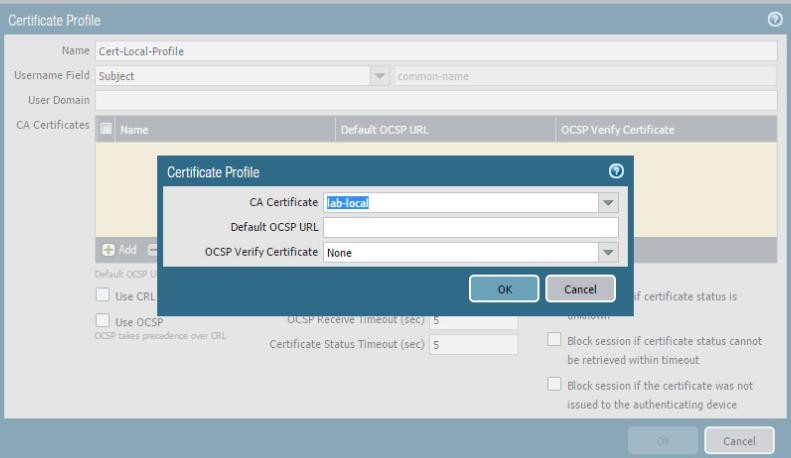 Certificate Profile
Name Cert-Local-Profile
Username Field Subject common-name
User Domain
CA Certificates Name Default OCSP URL OCSP Verify Certificate
Certificate Profile
CA Certificate lab-local
Default OCSP URL
OCSP Verify Certificate None
OK Cancel
Add
Default OCSP
Use CRL
if certificate status is
unknown
Use OCSP
OCSP Receive Timeout (sec) 5
OCSP takes precedence over CRL
Certificate Status Timeout (sec) 5
Block session if certificate status cannot
be retrieved within timeout
Block session if the certificate was not
issued to the authenticating device
OK Cancel